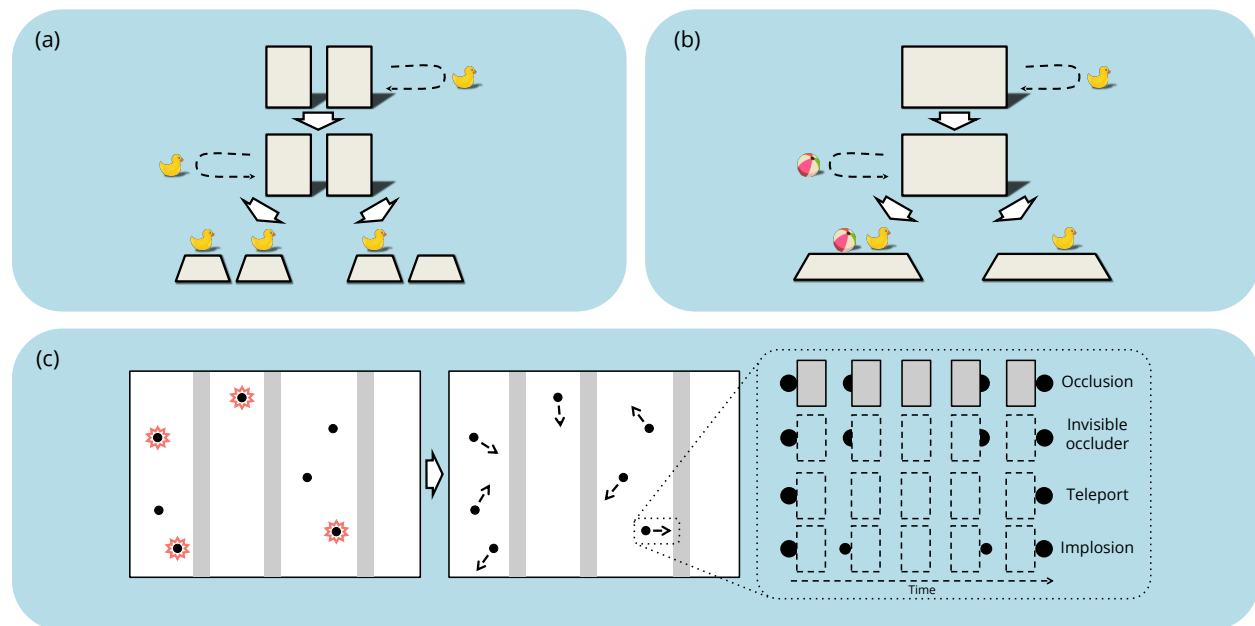 (a)
(b)
(c)
Occlusion
Invisible
occluder
Teleport
Implosion
Time